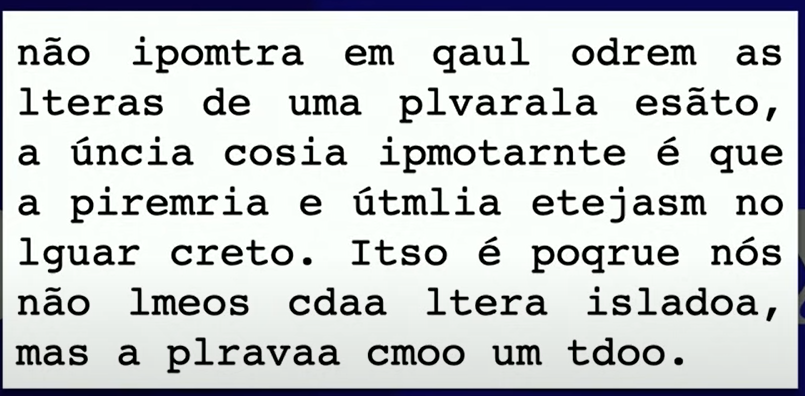 não ipomtra em qaul odrem as
lteras de uma plvarala esãto,
a úncia cosia ipmotarnte é que
a piremria e útmlia etejasm no
lguar creto. Itso é poqrue nós
não lmeos cdaa ltera isladoa,
mas a plravaa cmoo um tdoo.